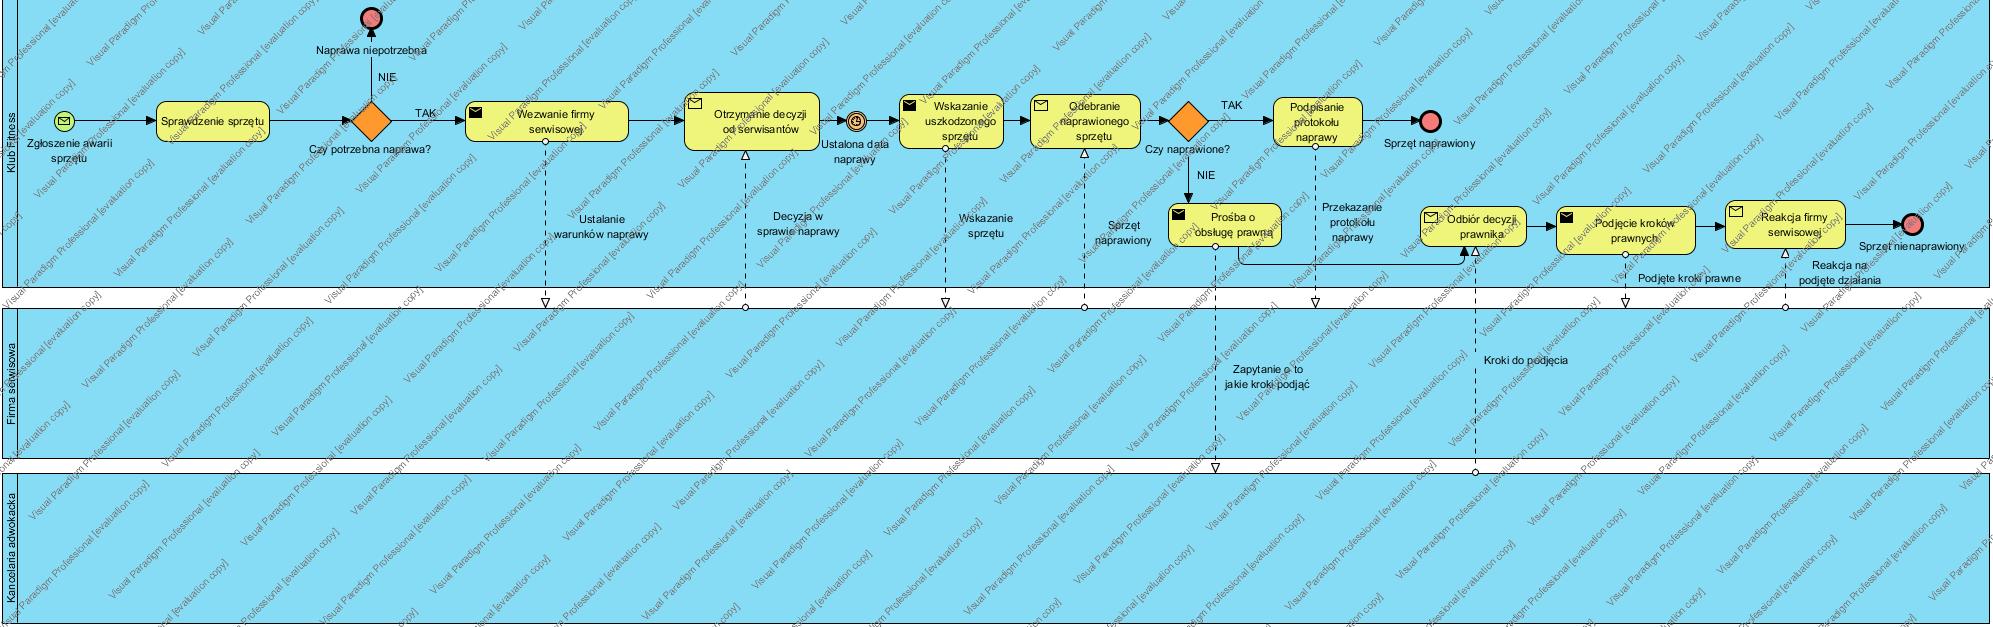 Klub Fitness
Zgłoszenie awarii
sprzętu
Sprawdzenie sprzętu
Naprawa niepotrzebna
NIE
Czy potrzebna naprawa?
TAK
Wezwanie firmy
serwisowej
Ustalanie
warunków naprawy
Otrzymanie decyzji
od serwisantów
Decyzja w
sprawie naprawy
Ustalona data
naprawy
Wskazanie
uszkodzonego
sprzętu
Wskazanie
sprzętu
Odebranie
naprawionego
sprzętu
Sprzęt
naprawiony
Czy naprawione?
TAK
NIE
Podpisanie
protokołu
naprawy
Sprzęt naprawiony
Przekazanie
protokołu
naprawy
Prośba o
obsługę prawną
Odbiór decyzji
prawnika
Podjęcie kroków
prawnych
Podjęte kroki prawne
Reakcja firmy
serwisowej
Reakcja na
podjęte działania
Sprzęt nienaprawiony
Firma serwisowa
Zapytanie o to
jakie kroki podjąć
Kroki do podjęcia
Kancelaria adwokacka
Visual Paradigm Professional [evaluation copy]